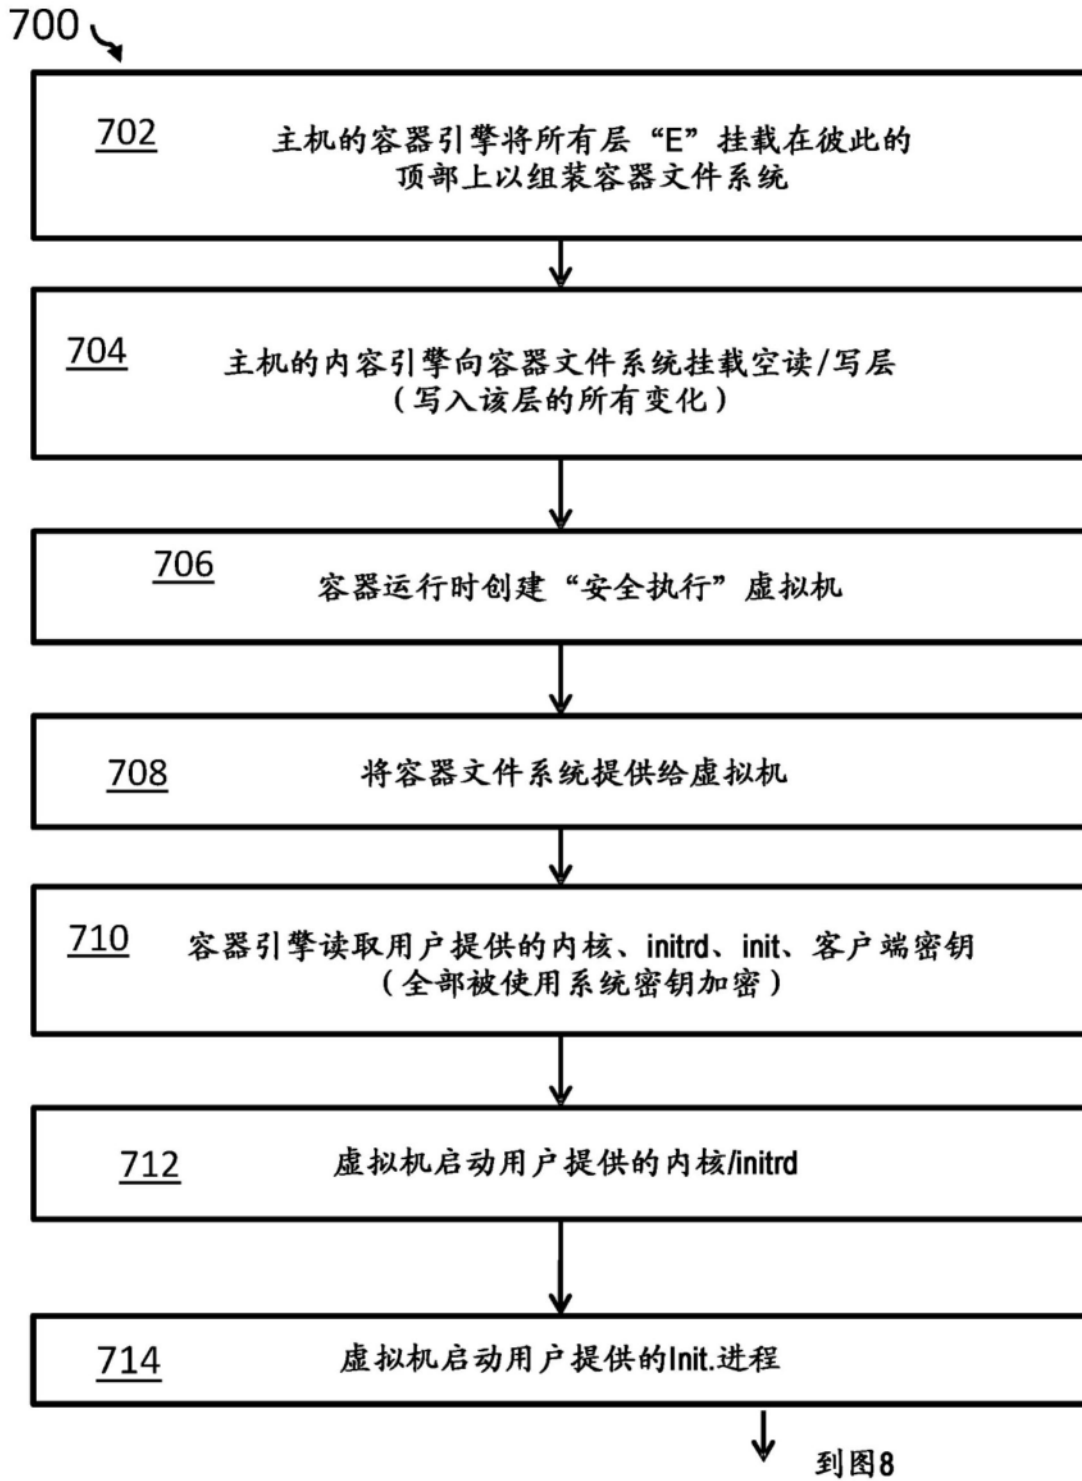 700
702
主机的容器引擎将所有层“E”挂载在彼此的
顶部上以组装容器文件系统
704
主机的内容引擎向容器文件系统挂载空读/写层
（写入该层的所有变化）
706
容器运行时创建“安全执行”虚拟机
708
将容器文件系统提供给虚拟机
710
容器引擎读取用户提供的内核、initrd、init、客户端密钥
（全部被使用系统密钥加密）
712
虚拟机启动用户提供的内核/initrd
714
虚拟机启动用户提供的Init.进程
到图8